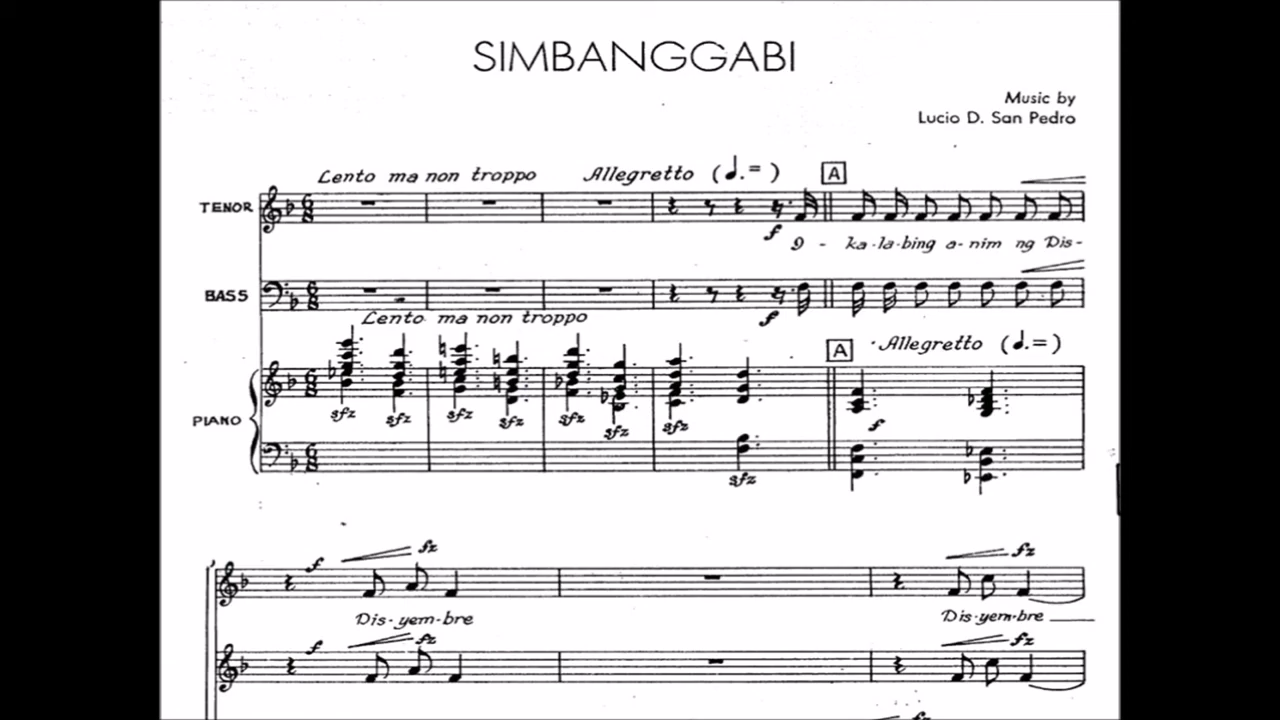 SIMBANGGABI
Music by
Lucio D. San Pedro
Lento ma non troppo Allegretto (♩.= ) A
TENOR
f
9 - ka-la-bing a-nim ng Dis-
BASS
f
Lento ma non troppo
A Allegretto (♩.=)
PIANO
sfz sfz sfz sfz sfz sfz sfz
f
sfz
f fz fz
Dis-yem-bre Dis-yem-bre
f fz fz
fz